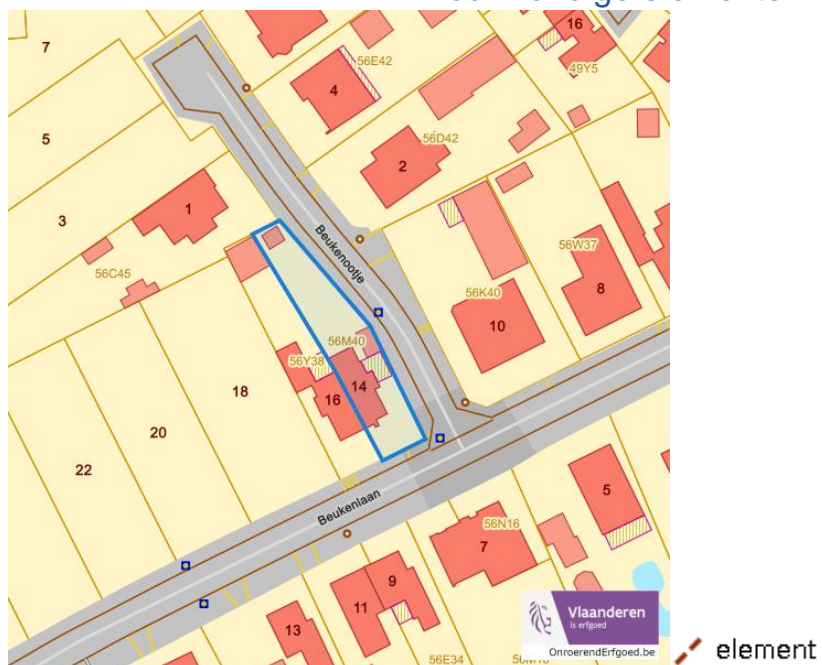 7
16
56E42
49Y5
4
5
56D42
2
1
3
Beukenootje
56W37
56C45
56K40
8
10
56M40
56Y38
18
14
16
20
22
5
Beukenlaan
56N16
7
9
11
13
Vlaanderen
is erfgoed
OnroerendErfgoed.be
element
56E34